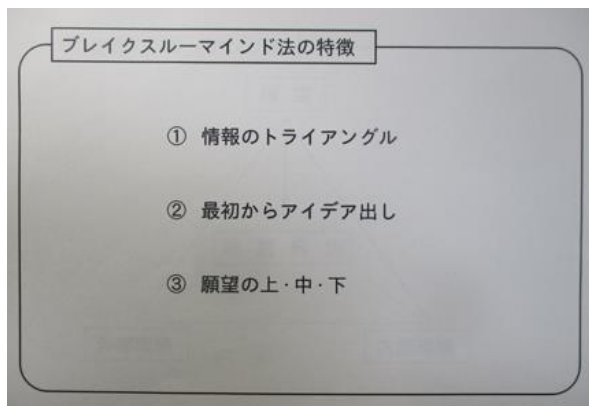 ブレイクスルーマインド法の特徴
① 情報のトライアングル
② 最初からアイデア出し
③ 願望の上・中・下